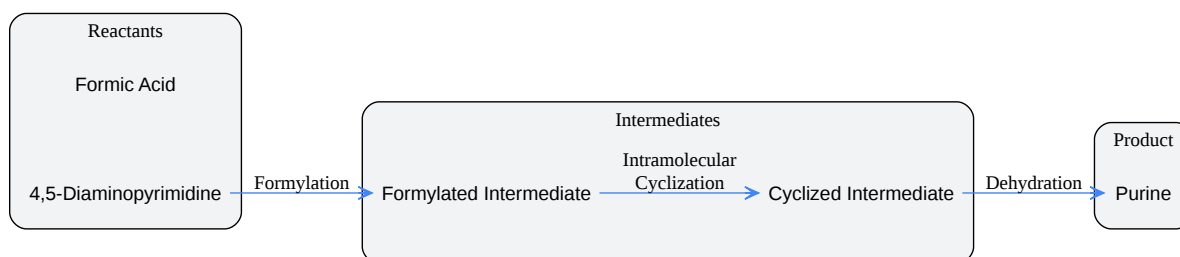 Reactants
Formic Acid
4,5-Diaminopyrimidine
Formylation
Intermediates
Formylated Intermediate
Intramolecular
Cyclization
Cyclized Intermediate
Dehydration
Product
Purine